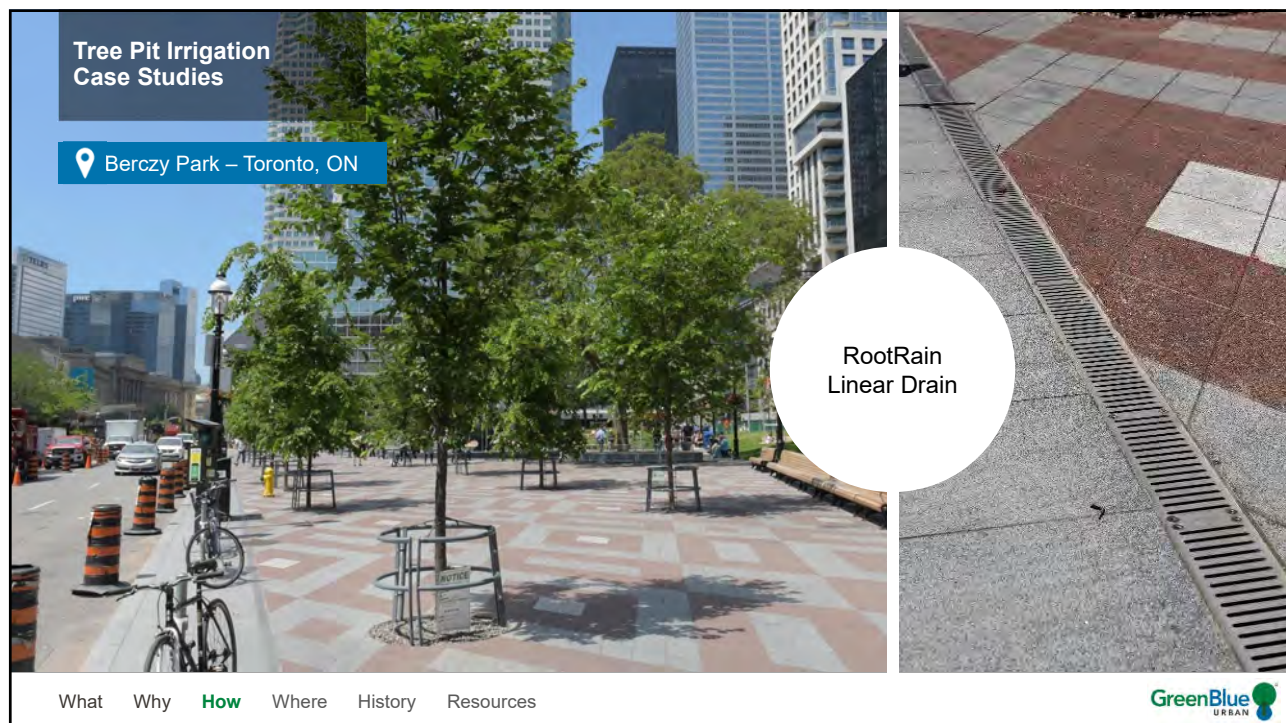 Tree Pit Irrigation
Case Studies
Berczy Park – Toronto, ON
RootRain
Linear Drain
NOTICE
What Why How Where History Resources
GreenBlue
URBAN